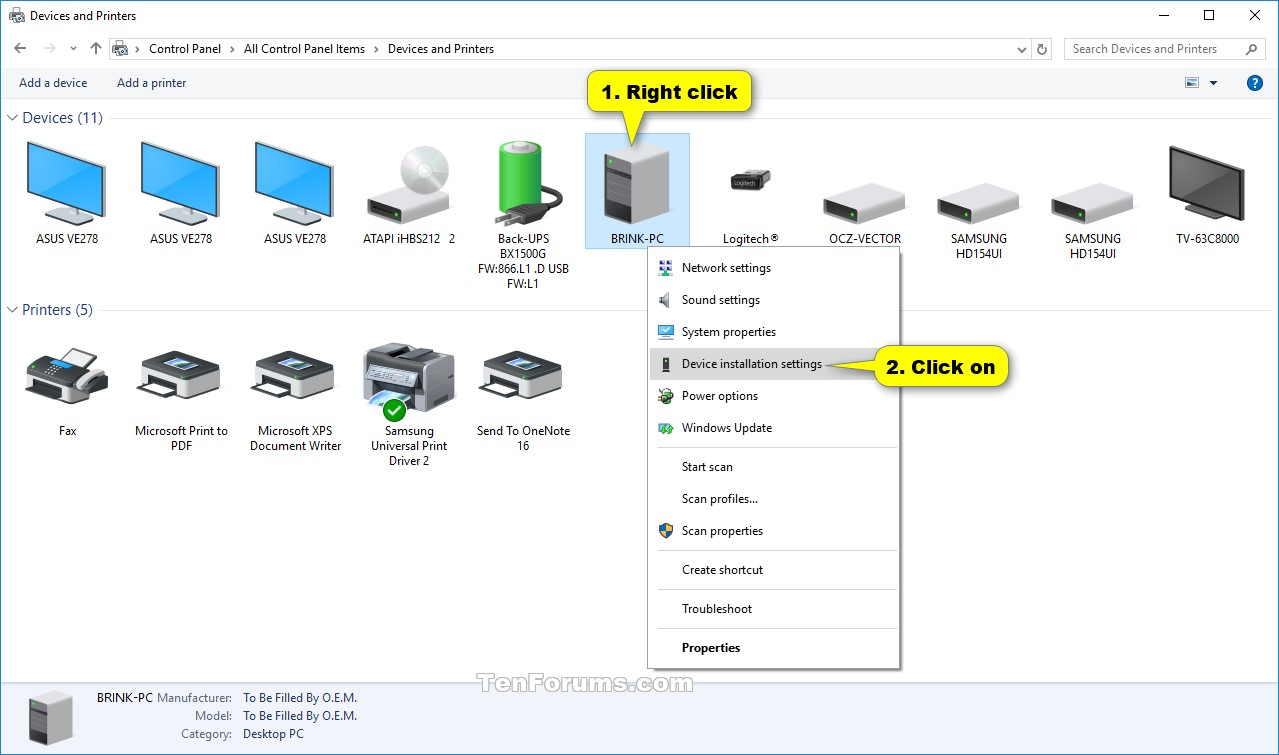 Devices and Printers
Control Panel > All Control Panel Items > Devices and Printers
Search Devices and Printers
Add a device Add a printer
?
1. Right click
Devices (11)
ASUS VE278
ASUS VE278
ASUS VE278
ATAPI iHBS212 2
Back-UPS
BX1500G
FW:866.L1 .D USB
FW:L1
BRINK-PC
Logitech
Logitech®
OCZ-VECTOR
SAMSUNG
HD154UI
SAMSUNG
HD154UI
TV-63C8000
Network settings
Sound settings
System properties
Device installation settings
2. Click on
Power options
Windows Update
Start scan
Scan profiles...
Scan properties
Create shortcut
Troubleshoot
Properties
Printers (5)
Fax
Microsoft Print to
PDF
Microsoft XPS
Document Writer
Samsung
Universal Print
Driver 2
Send To OneNote
16
TenForums.com
BRINK-PC Manufacturer: To Be Filled By O.E.M.
Model: To Be Filled By O.E.M.
Category: Desktop PC